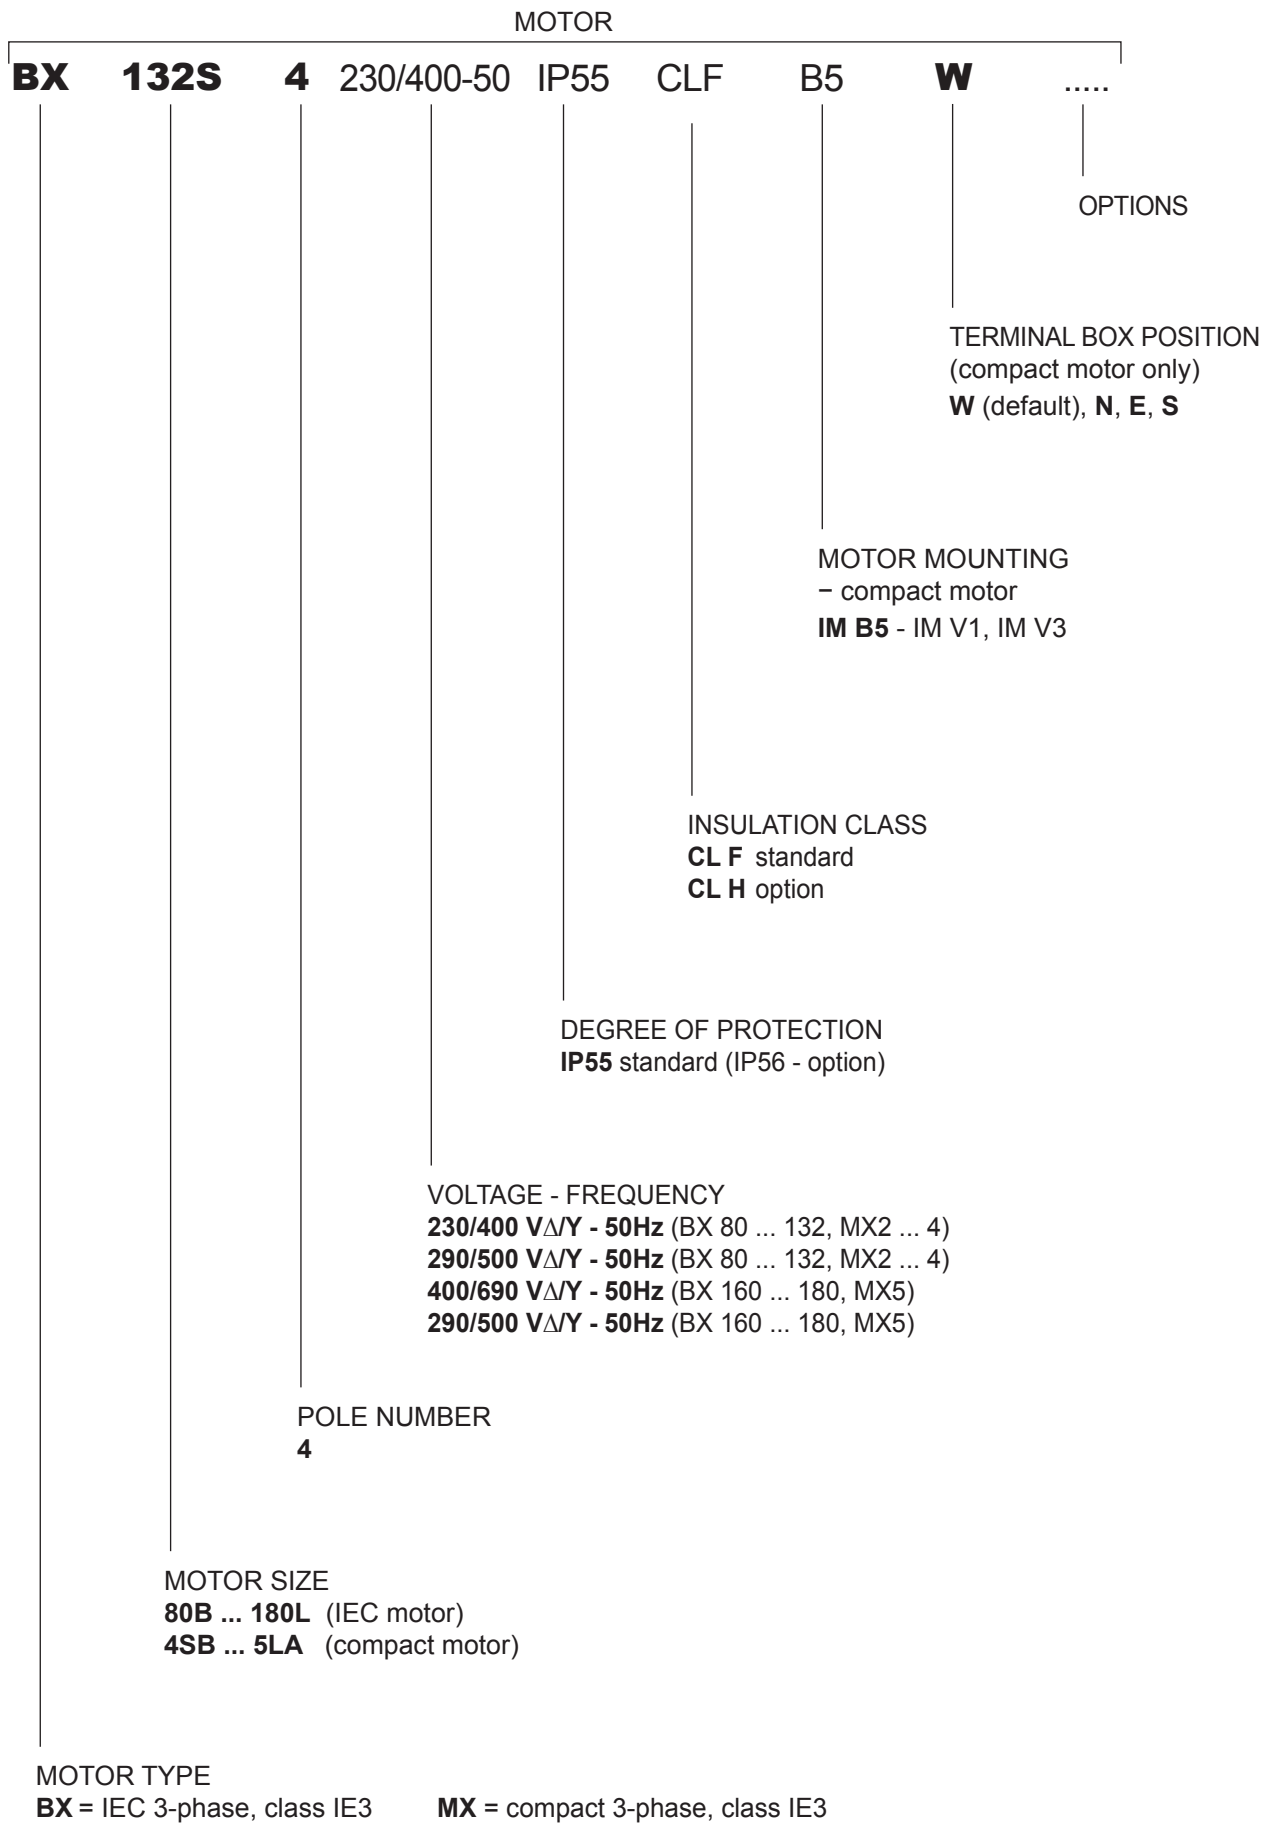 MOTOR
BX 132S 4 230/400-50 IP55 CLF B5 W .....
OPTIONS
TERMINAL BOX POSITION
(compact motor only)
W (default), N, E, S
MOTOR MOUNTING
− compact motor
IM B5 - IM V1, IM V3
INSULATION CLASS
CL F standard
CL H option
DEGREE OF PROTECTION
IP55 standard (IP56 - option)
VOLTAGE - FREQUENCY
230/400 V∆/Y - 50Hz (BX 80 ... 132, MX2 ... 4)
290/500 V∆/Y - 50Hz (BX 80 ... 132, MX2 ... 4)
400/690 V∆/Y - 50Hz (BX 160 ... 180, MX5)
290/500 V∆/Y - 50Hz (BX 160 ... 180, MX5)
POLE NUMBER
4
MOTOR SIZE
80B ... 180L (IEC motor)
4SB ... 5LA (compact motor)
MOTOR TYPE
BX = IEC 3-phase, class IE3 MX = compact 3-phase, class IE3